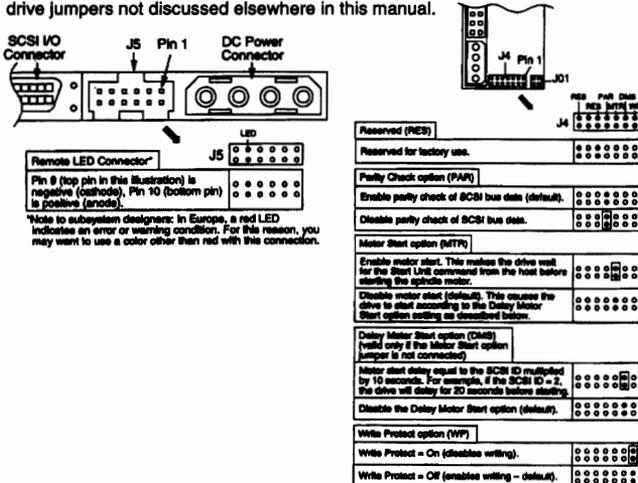 drive jumpers not discussed elsewhere in this manual.
SCSI I/O
Connector
J5
Pin 1
DC Power
Connector
LED
J5
Remote LED Connector*
Pin 9 (top pin in this illustration) is
negative (cathode), Pin 10 (bottom pin)
is positive (anode).
*Note to subsystem designers: In Europe, a red LED
indicates an error or warning condition. For this reason, you
may want to use a color other than red with this connection.
J4
Pin 1
J01
RES PAR DMS
RES MTR WP
J4
Reserved (RES)
Reserved for factory use.
Parity Check option (PAR)
Enable parity check of SCSI bus data (default).
Disable parity check of SCSI bus data.
Motor Start option (MTR)
Enable motor start. This makes the drive wait
for the Start Unit command from the host before
starting the spindle motor.
Disable motor start (default). This causes the
drive to start according to the Delay Motor
Start option setting as described below.
Delay Motor Start option (DMS)
(valid only if the Motor Start option
jumper is not connected)
Motor start delay equal to the SCSI ID multiplied
by 10 seconds. For example, if the SCSI ID = 2,
the drive will delay for 20 seconds before starting.
Disable the Delay Motor Start option (default).
Write Protect option (WP)
Write Protect = On (disables writing).
Write Protect = Off (enables writing – default).